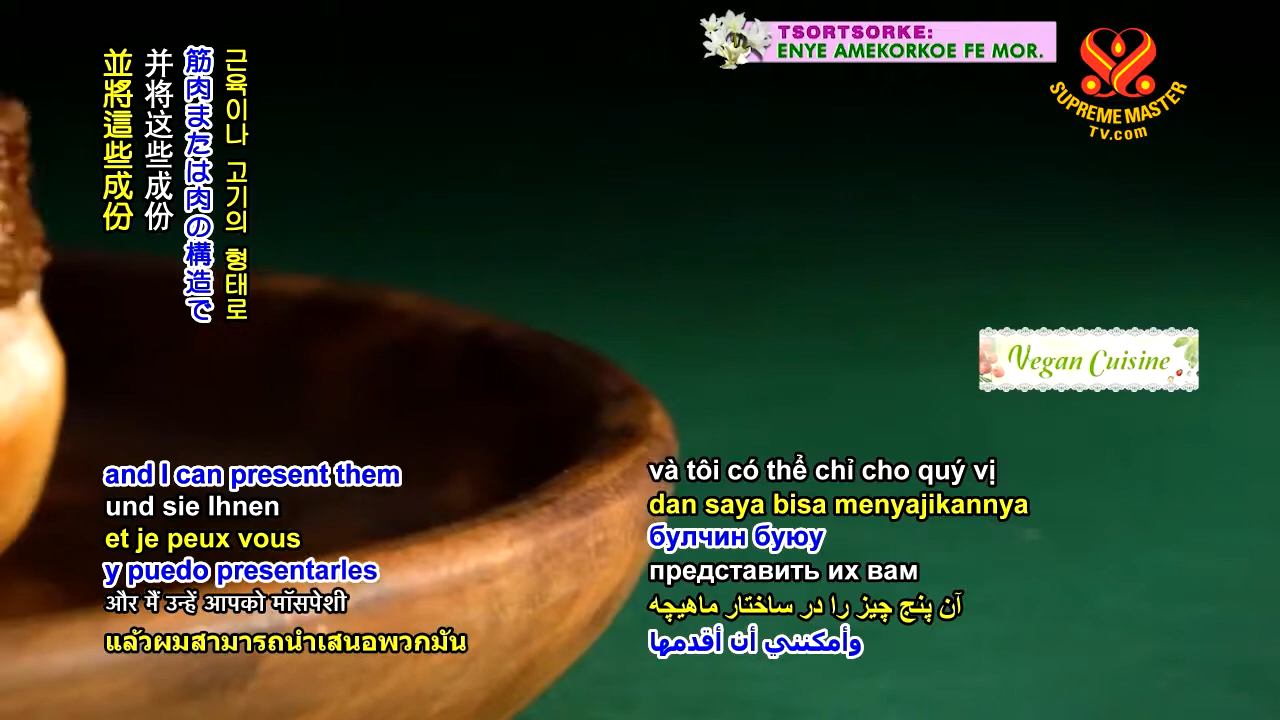 TSORTSORKE:
ENYE AMEKORKOE FE MOR.
SUPREME MASTER
TV.com
並將這些成份
并将这些成份
筋肉または肉の構造で
근육이나 고기의 형태로
Vegan Cuisine
and I can present them
und sie Ihnen
et je peux vous
y puedo presentarles
और मैं उन्हें आपको माँसपेशी
แล้วผมสามารถนำเสนอพวกมัน
và tôi có thể chỉ cho quý vị
dan saya bisa menyajikannya
булчин буюу
представить их вам
آن پنج چیز را در ساختار ماهیچه
وأمكنني أن أقدمها